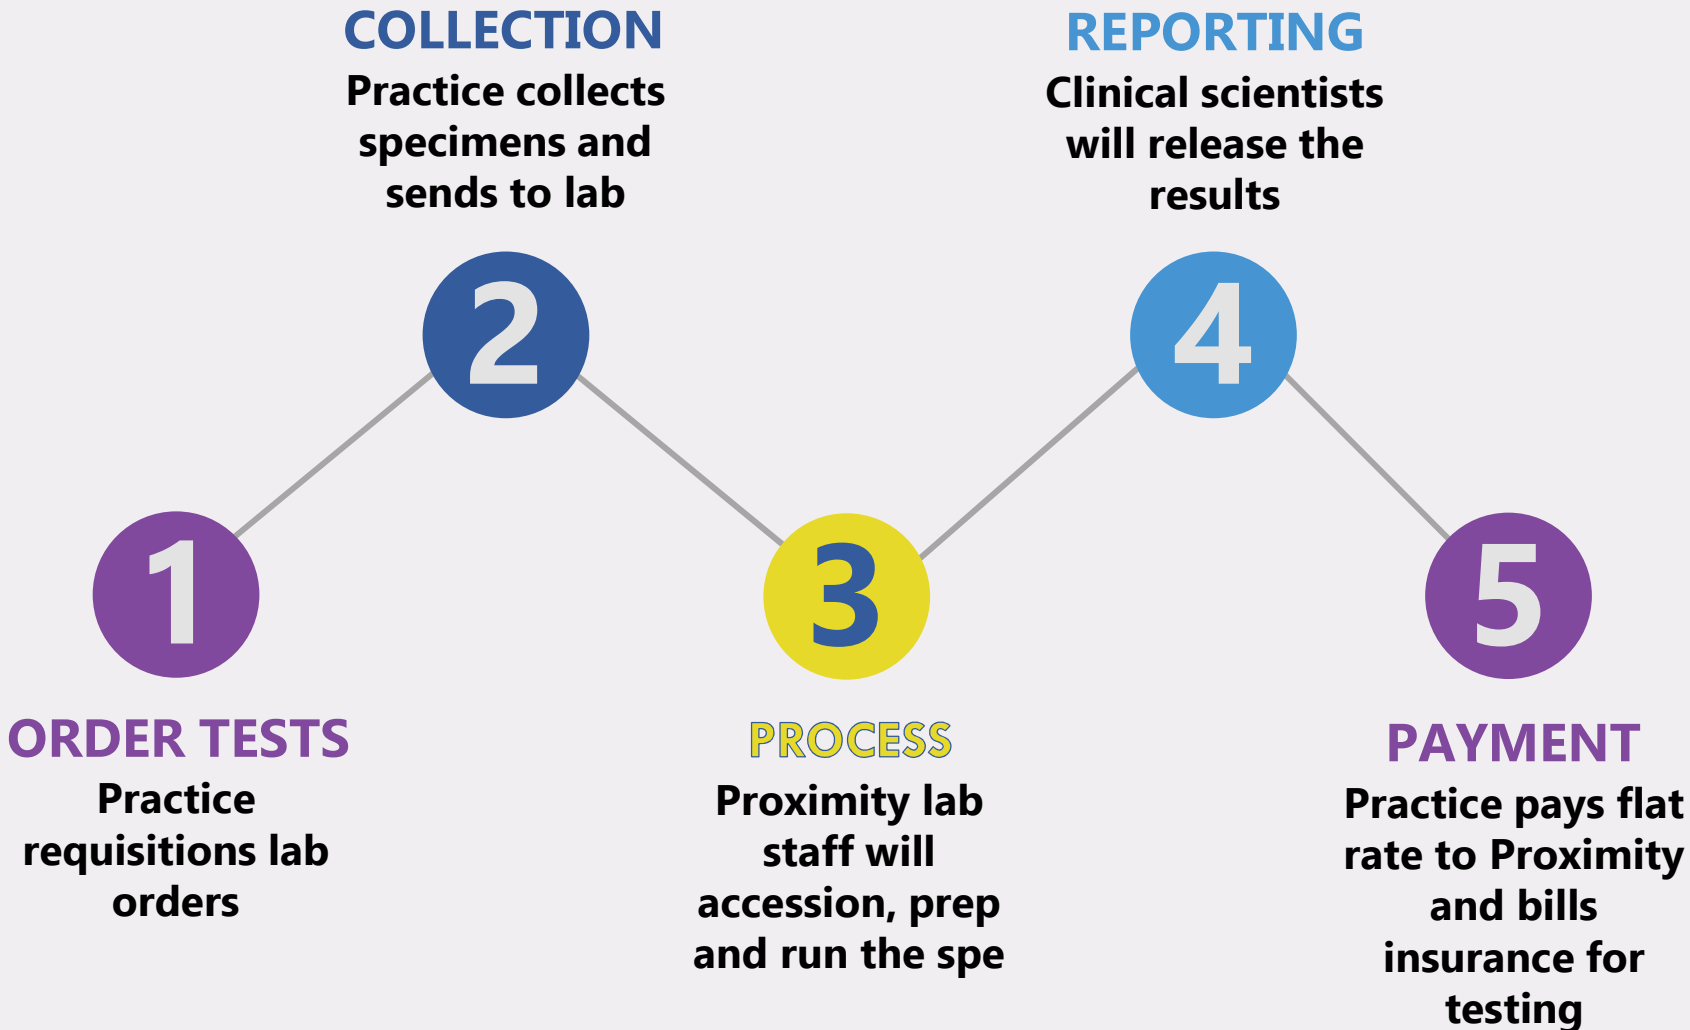 COLLECTION
Practice collects
specimens and
sends to lab
REPORTING
Clinical scientists
will release the
results
2
4
1
3
5
ORDER TESTS
Practice
requisitions lab
orders
PROCESS
Proximity lab
staff will
accession, prep
and run the spe
PAYMENT
Practice pays flat
rate to Proximity
and bills
insurance for
testing